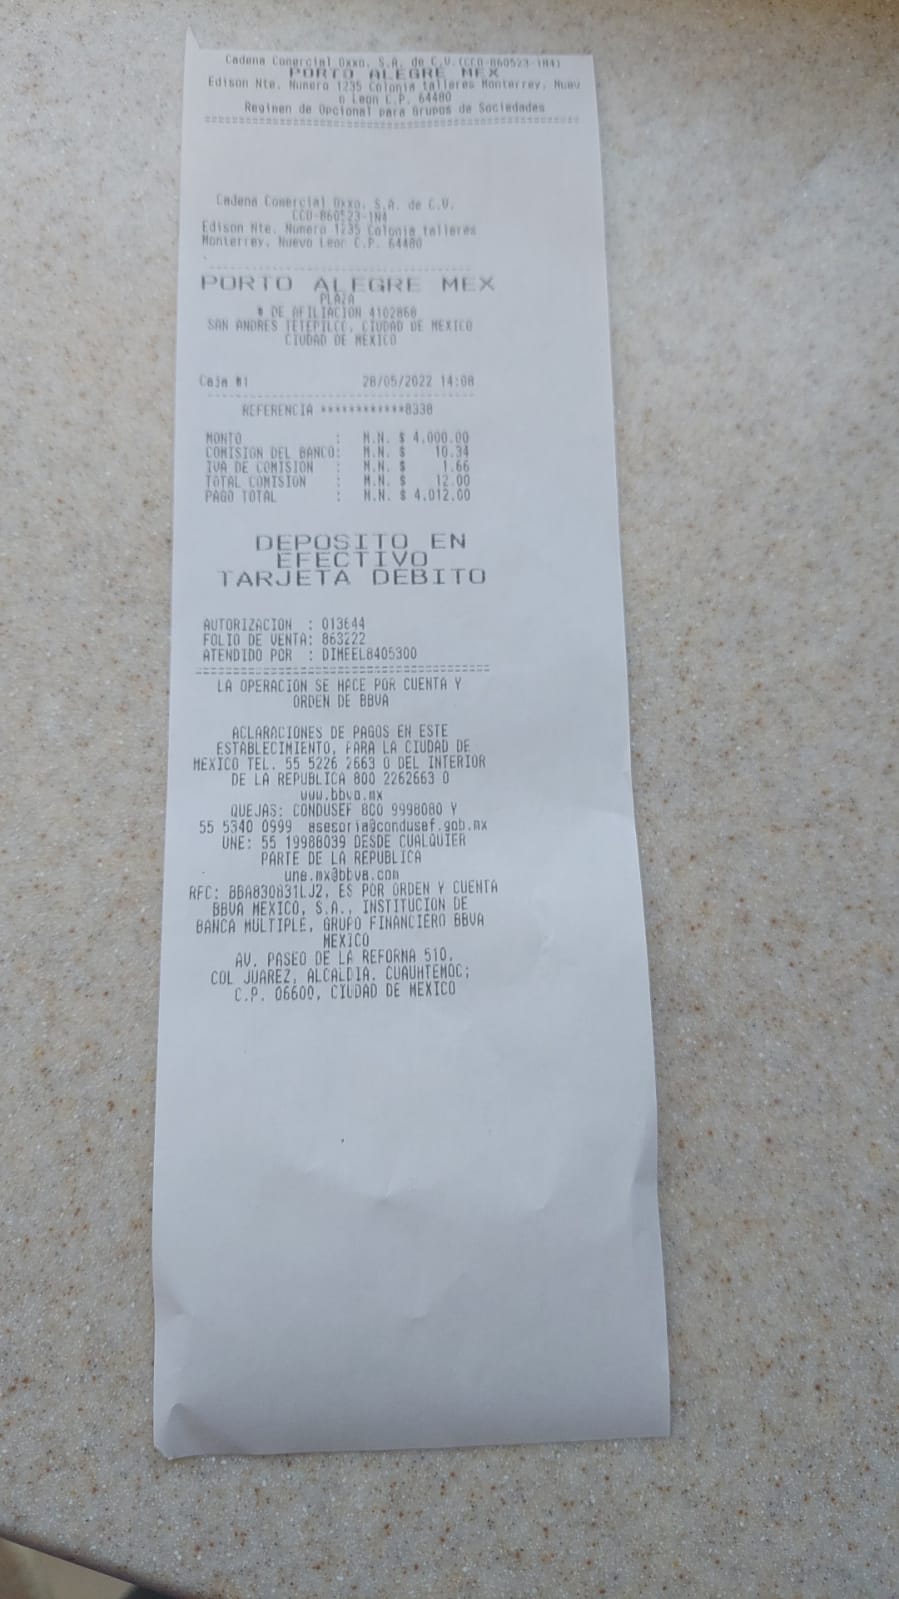 Cadena Comercial Oxxo, S.A. de C.V.(CCO-860523-1N4)
PORTO ALEGRE MEX
Edison Nte. Numero 1235 Colonia talleres Monterrey, Nuev
o Leon C.P. 64480
Regimen de Opcional para Grupos de Sociedades
Cadena Comercial Oxxo, S.A. de C.V.
CCO-860523-1N4
Edison Nte. Numero 1235 Colonia talleres
Monterrey, Nuevo Leon C.P. 64480
PORTO ALEGRE MEX
PLAZA
# DE AFILIACION 4102868
SAN ANDRES TETEPILCO, CIUDAD DE MEXICO
CIUDAD DE MEXICO
Caja #1 28/05/2022 14:08
REFERENCIA ************8338
MONTO : M.N. $ 4,000.00
COMISION DEL BANCO: M.N. $ 10.34
IVA DE COMISION : M.N. $ 1.66
TOTAL COMISION : M.N. $ 12.00
PAGO TOTAL : M.N. $ 4,012.00
DEPOSITO EN
EFECTIVO
TARJETA DEBITO
AUTORIZACION : 013644
FOLIO DE VENTA: 863222
ATENDIDO POR : DIMEEL8405300
LA OPERACION SE HACE POR CUENTA Y
ORDEN DE BBVA
ACLARACIONES DE PAGOS EN ESTE
ESTABLECIMIENTO, PARA LA CIUDAD DE
MEXICO TEL. 55 5226 2663 O DEL INTERIOR
DE LA REPUBLICA 800 2262663 O
www.bbva.mx
QUEJAS: CONDUSEF 800 9998080 Y
55 5340 0999 asesoria@condusef.gob.mx
UNE: 55 19988039 DESDE CUALQUIER
PARTE DE LA REPUBLICA
une.mx@bbva.com
RFC: BBA830831LJ2, ES POR ORDEN Y CUENTA
BBVA MEXICO, S.A., INSTITUCION DE
BANCA MULTIPLE, GRUPO FINANCIERO BBVA
MEXICO
AV. PASEO DE LA REFORMA 510,
COL JUAREZ, ALCALDIA. CUAUHTEMOC;
C.P. 06600, CIUDAD DE MEXICO